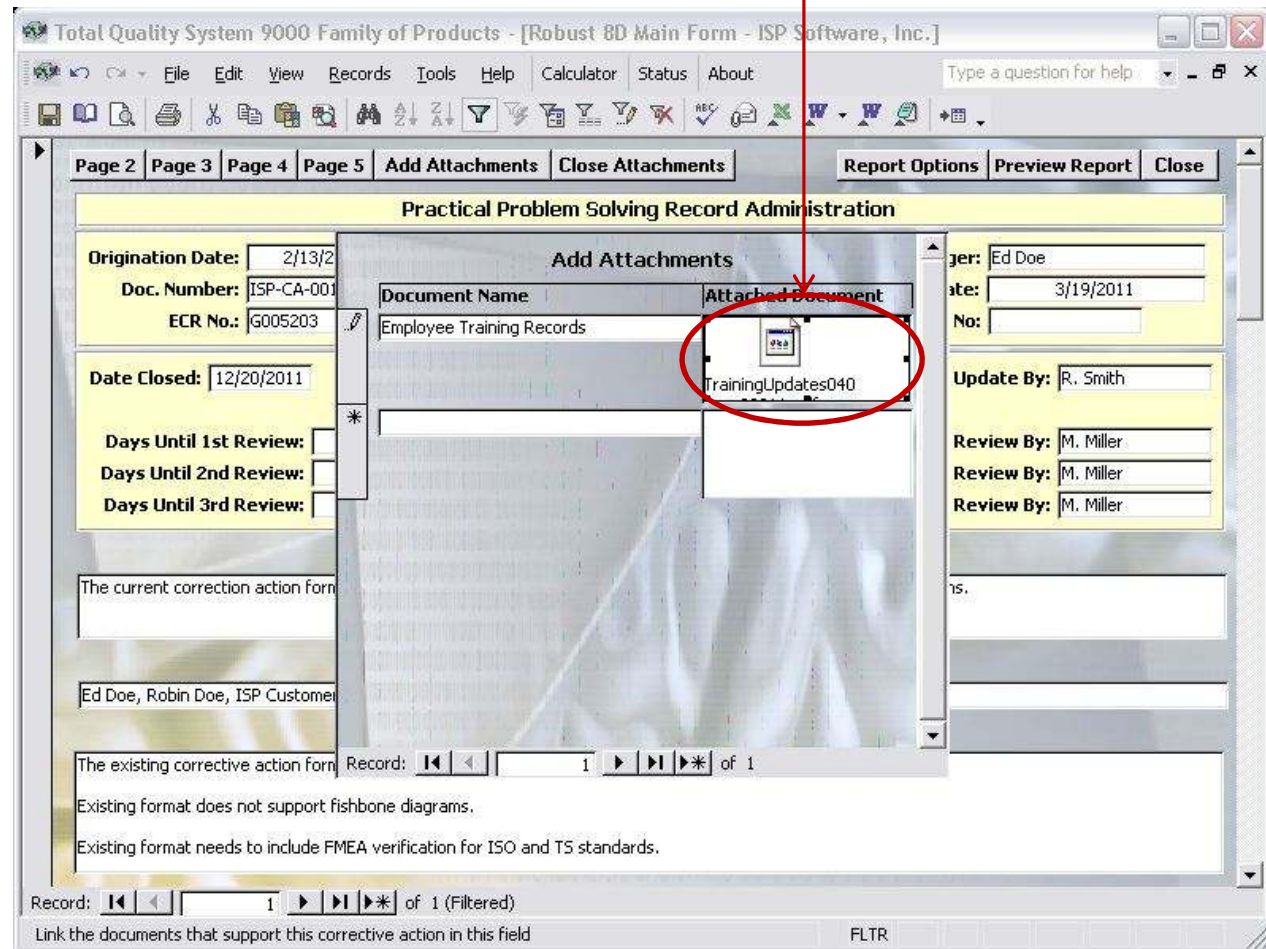 Total Quality System 9000 Family of Products - [Robust 8D Main Form - ISP Software, Inc.]
File Edit View Records Tools Help Calculator Status About Type a question for help
Page 2 Page 3 Page 4 Page 5 Add Attachments Close Attachments Report Options Preview Report Close
Practical Problem Solving Record Administration
Origination Date: 2/13/2
Doc. Number: ISP-CA-001
ECR No.: G005203
ger: Ed Doe
ate: 3/19/2011
No:
Date Closed: 12/20/2011
Update By: R. Smith
Days Until 1st Review:
Review By: M. Miller
Days Until 2nd Review:
Review By: M. Miller
Days Until 3rd Review:
Review By: M. Miller
Add Attachments
Document Name Attached Document
Employee Training Records
TrainingUpdates040
The current correction action form
ns.
Ed Doe, Robin Doe, ISP Customer
The existing corrective action form
Existing format does not support fishbone diagrams.
Existing format needs to include FMEA verification for ISO and TS standards.
Record: 1 of 1
Record: 1 of 1 (Filtered)
Link the documents that support this corrective action in this field FLTR